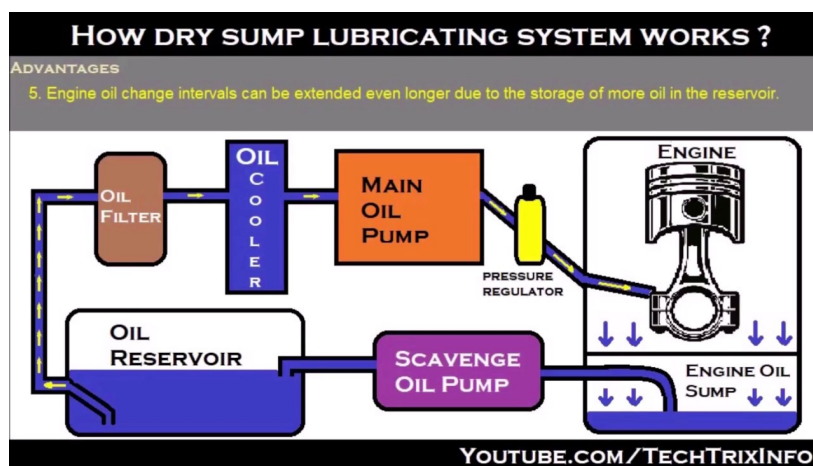 HOW DRY SUMP LUBRICATING SYSTEM WORKS ?
ADVANTAGES
5. Engine oil change intervals can be extended even longer due to the storage of more oil in the reservoir.
OIL
FILTER
OIL
COOLER
MAIN
OIL
PUMP
PRESSURE
REGULATOR
ENGINE
OIL
RESERVOIR
SCAVENGE
OIL PUMP
ENGINE OIL
SUMP
YOUTUBE.COM/TECHTRIXINFO